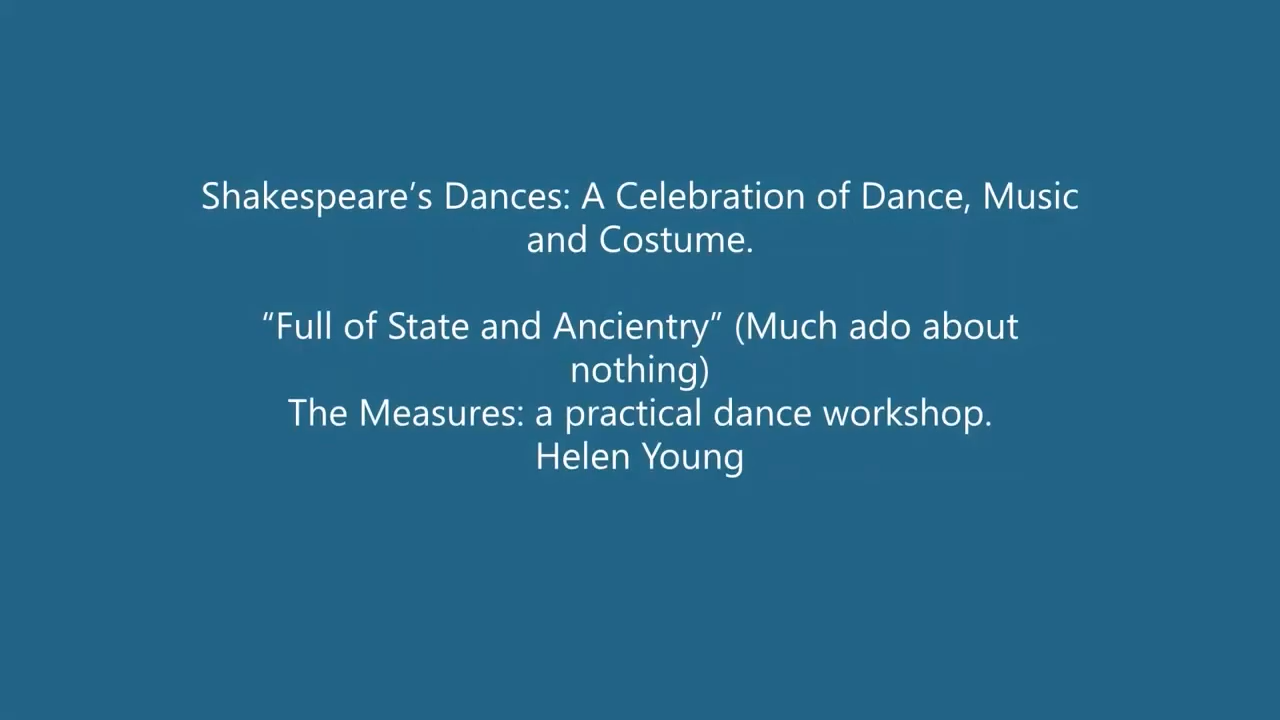 Shakespeare’s Dances: A Celebration of Dance, Music
and Costume.
“Full of State and Ancientry” (Much ado about
nothing)
The Measures: a practical dance workshop.
Helen Young